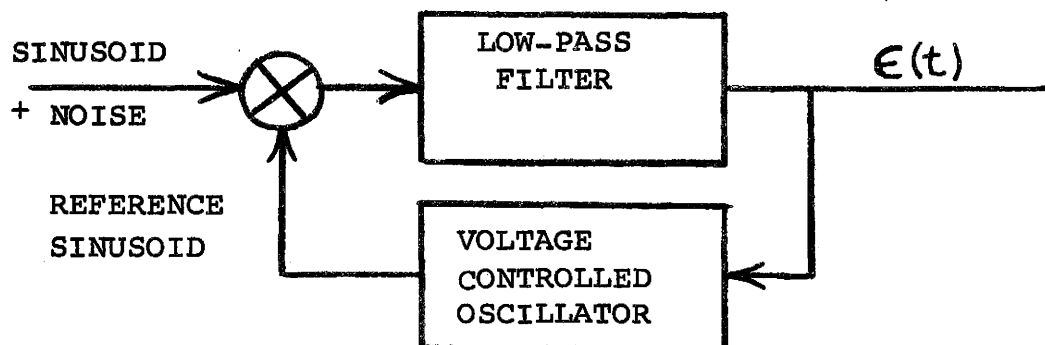 SINUSOID
+ NOISE
LOW-PASS
FILTER
ϵ(t)
REFERENCE
SINUSOID
VOLTAGE
CONTROLLED
OSCILLATOR